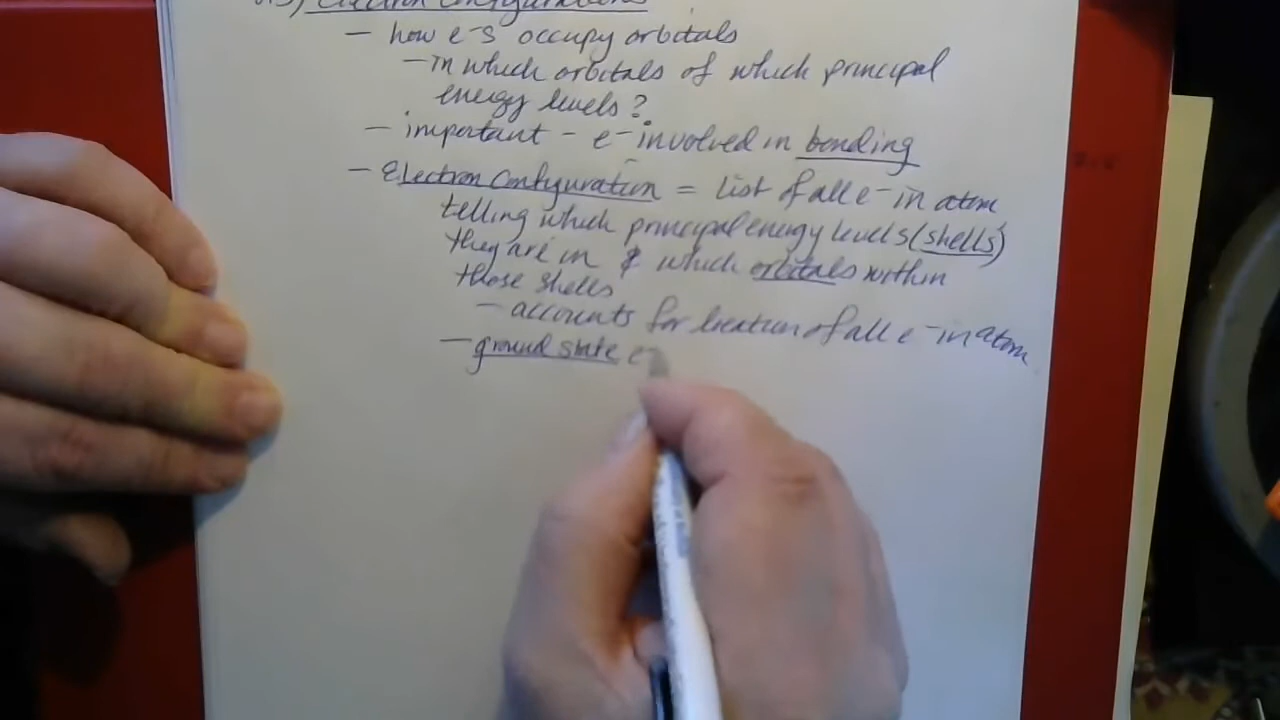 Electron Configurations
- how e-s occupy orbitals
- in which orbitals of which principal
energy levels?
- important - e- involved in bonding
- Electron Configuration = list of all e- in atom
telling which principal energy levels (shells)
they are in & which orbitals within
those shells
- accounts for location of all e- in atom
- ground state e-